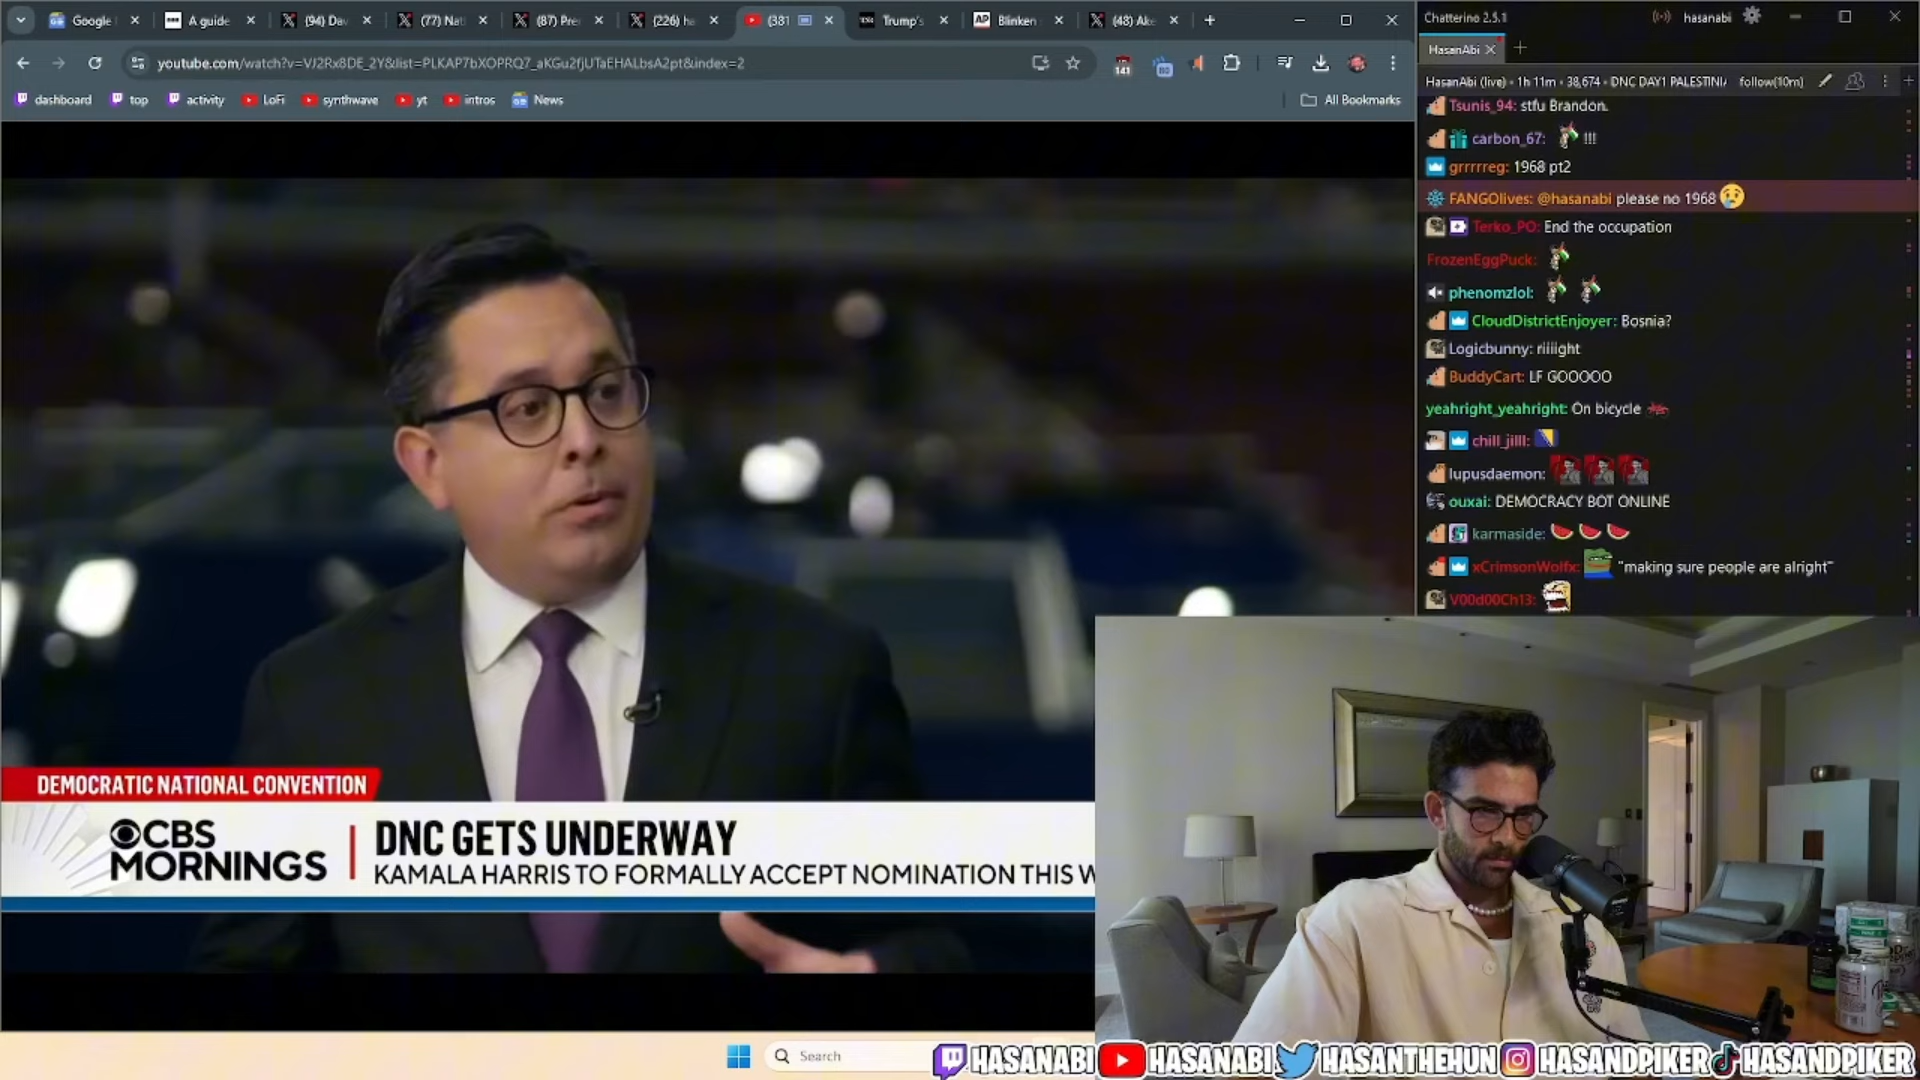 Google
A guide
(94) Dav
(77) Nat
(87) Pre
(226) ha
(381
Trump's
AP
Blinken
(48) Ake
youtube.com/watch?v=VJ2Rx8DE_2Y&list=PLKAP7bXOPRQ7_aKGu2fjUTaEHALbsA2pt&index=2
141
dashboard
top
activity
LoFi
synthwave
yt
intros
News
All Bookmarks
Chatterino 2.5.1
hasanabi
HasanAbi
HasanAbi (live) • 1h 11m • 38,674 • DNC DAY1 PALESTINI
follow(10m)
Tsunis_94: stfu Brandon.
carbon_67: !!!
grrrrreg: 1968 pt2
FANGOlives: @hasanabi please no 1968
Terko_PO: End the occupation
FrozenEggPuck:
phenomzlol:
CloudDistrictEnjoyer: Bosnia?
Logicbunny: riiiight
BuddyCart: LF GOOOOO
yeahright_yeahright: On bicycle
chill_jilll:
lupusdaemon:
ouxai: DEMOCRACY BOT ONLINE
karmaside:
xCrimsonWolfx: "making sure people are alright"
V00d00Ch13:
DEMOCRATIC NATIONAL CONVENTION
CBS
MORNINGS
DNC GETS UNDERWAY
KAMALA HARRIS TO FORMALLY ACCEPT NOMINATION THIS W
Search
HASANABI
HASANABI
HASANTHEHUN
HASANDPIKER
HASANDPIKER